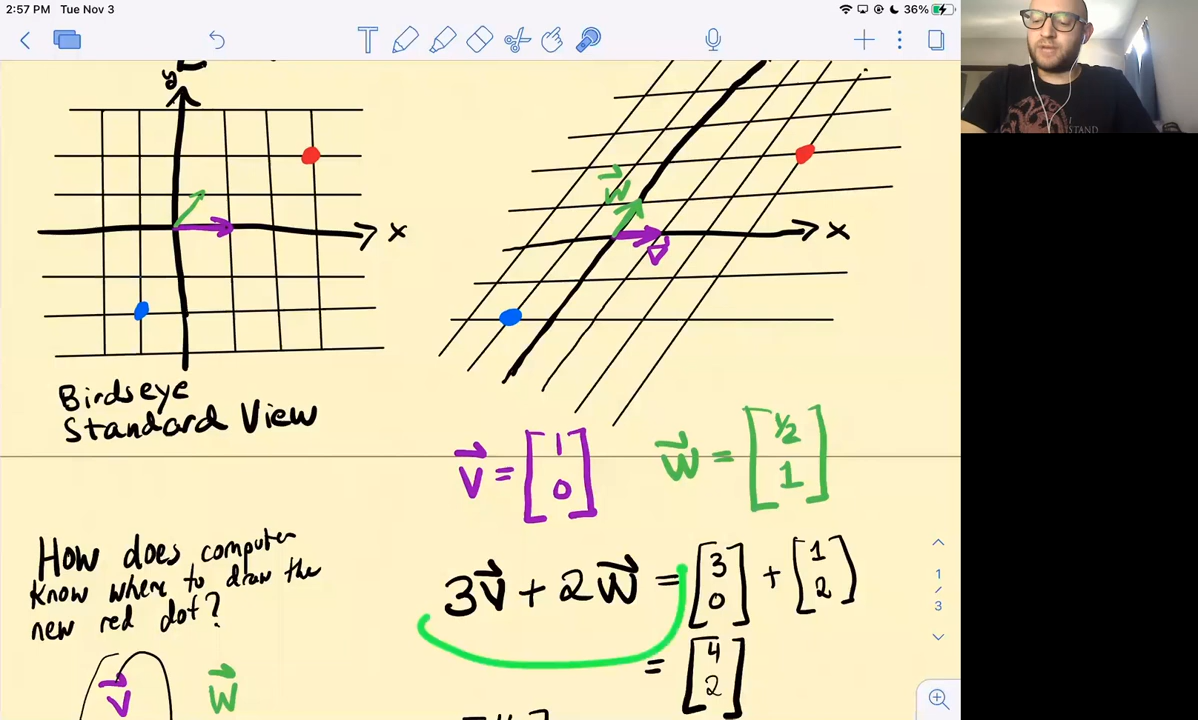 2:57 PM Tue Nov 3
36%
T
y
x
w
v
x
Birdseye
Standard View
v = [1 0]
w = [1/2 1]
How does computer
know where to draw the
new red dot?
3v + 2w = [3 0] + [1 2]
= [4 2]
v w
1
/
3
I
STAND